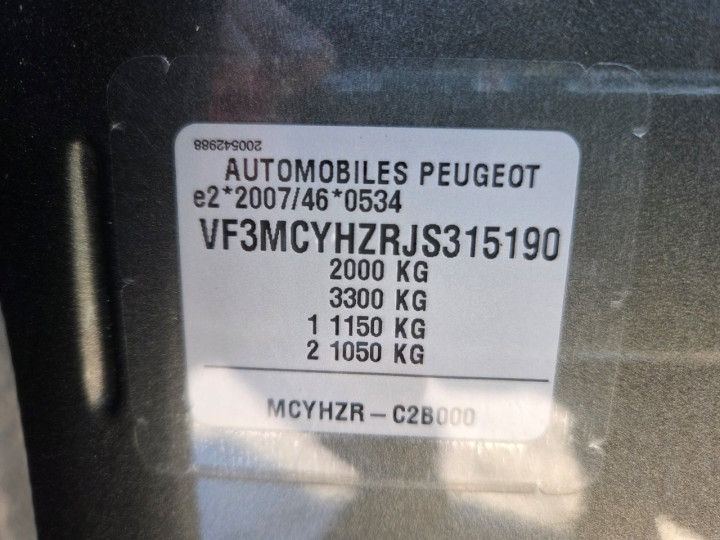 200542988
AUTOMOBILES PEUGEOT
e2*2007/46*0534
VF3MCYHZRJS315190
2000 KG
3300 KG
1 1150 KG
2 1050 KG
MCYHZR - C2B000